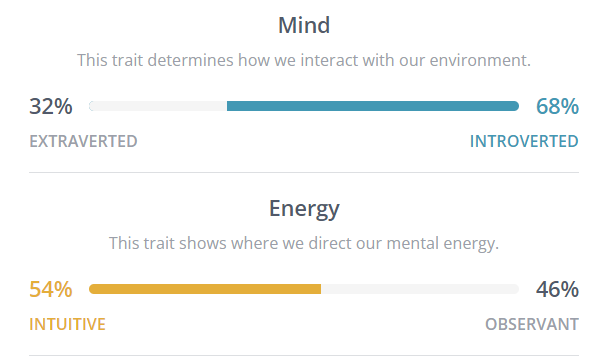 Mind
This trait determines how we interact with our environment.
32% 68%
EXTRAVERTED INTROVERTED
Energy
This trait shows where we direct our mental energy.
54% 46%
INTUITIVE OBSERVANT